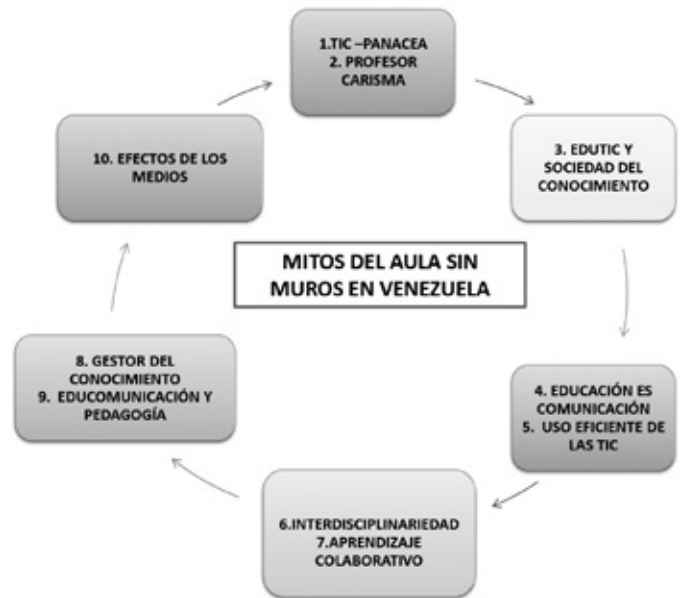 1.TIC –PANACEA
2. PROFESOR
CARISMA
3. EDUTIC Y
SOCIEDAD DEL
CONOCIMIENTO
4. EDUCACIÓN ES
COMUNICACIÓN
5. USO EFICIENTE DE
LAS TIC
6.INTERDISCIPLINARIEDAD
7.APRENDIZAJE
COLABORATIVO
8. GESTOR DEL
CONOCIMIENTO
9. EDUCOMUNICACIÓN Y
PEDAGOGÍA
10. EFECTOS DE LOS
MEDIOS
MITOS DEL AULA SIN
MUROS EN VENEZUELA